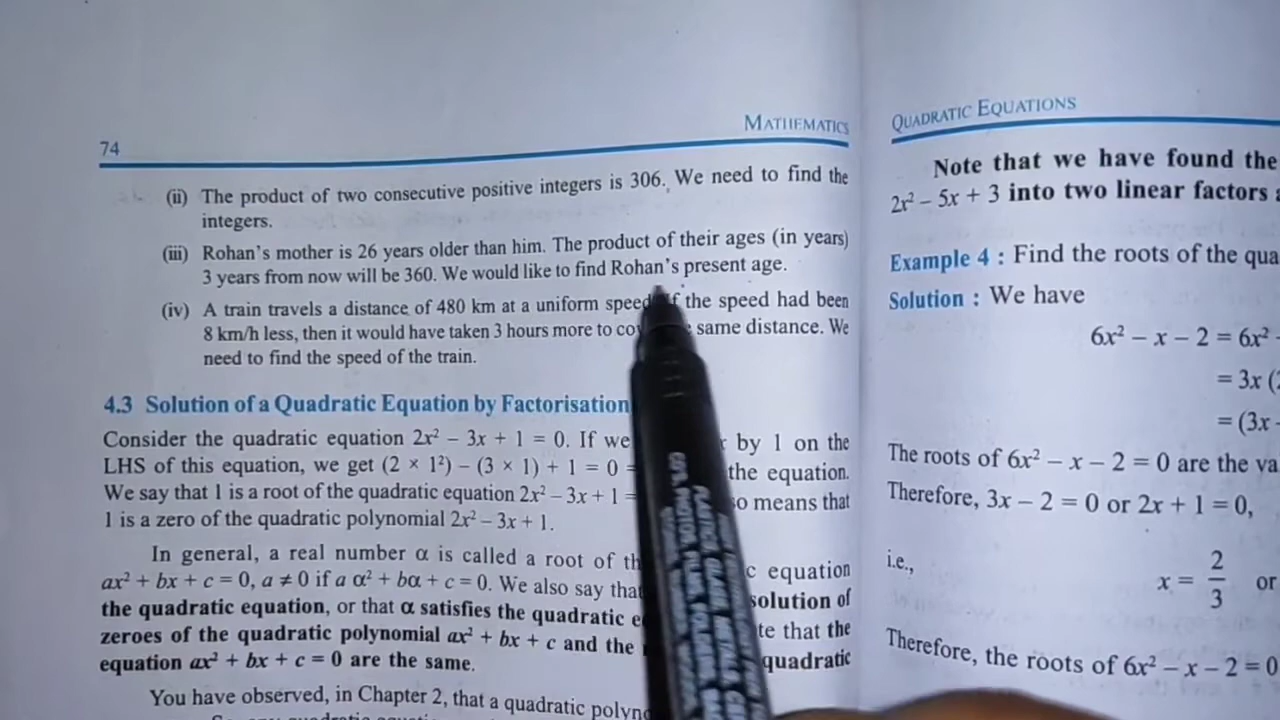 74
MATHEMATICS
(ii) The product of two consecutive positive integers is 306. We need to find the
integers.
(iii) Rohan's mother is 26 years older than him. The product of their ages (in years)
3 years from now will be 360. We would like to find Rohan's present age.
(iv) A train travels a distance of 480 km at a uniform speed. If the speed had been
8 km/h less, then it would have taken 3 hours more to same distance. We
need to find the speed of the train.
4.3 Solution of a Quadratic Equation by Factorisation
Consider the quadratic equation 2x² – 3x + 1 = 0. If we by 1 on the
LHS of this equation, we get (2 × 1²) – (3 × 1) + 1 = 0 = the equation.
We say that 1 is a root of the quadratic equation 2x² – 3x + 1 = means that
1 is a zero of the quadratic polynomial 2x² – 3x + 1.
In general, a real number α is called a root of equation
ax² + bx + c = 0, a ≠ 0 if a α² + bα + c = 0. We also say solution of
the quadratic equation, or that α satisfies the quadratic that the
zeroes of the quadratic polynomial ax² + bx + c and the quadratic
equation ax² + bx + c = 0 are the same.
You have observed, in Chapter 2, that a quadratic
QUADRATIC EQUATIONS
Note that we have found the
2x² – 5x + 3 into two linear factors
Example 4 : Find the roots of the
Solution : We have
6x² – x – 2 = 6x²
= 3x (
= (3x
The roots of 6x² – x – 2 = 0 are the
Therefore, 3x – 2 = 0 or 2x + 1 = 0,
i.e., x = 2/3 or
Therefore, the roots of 6x² – x – 2 = 0